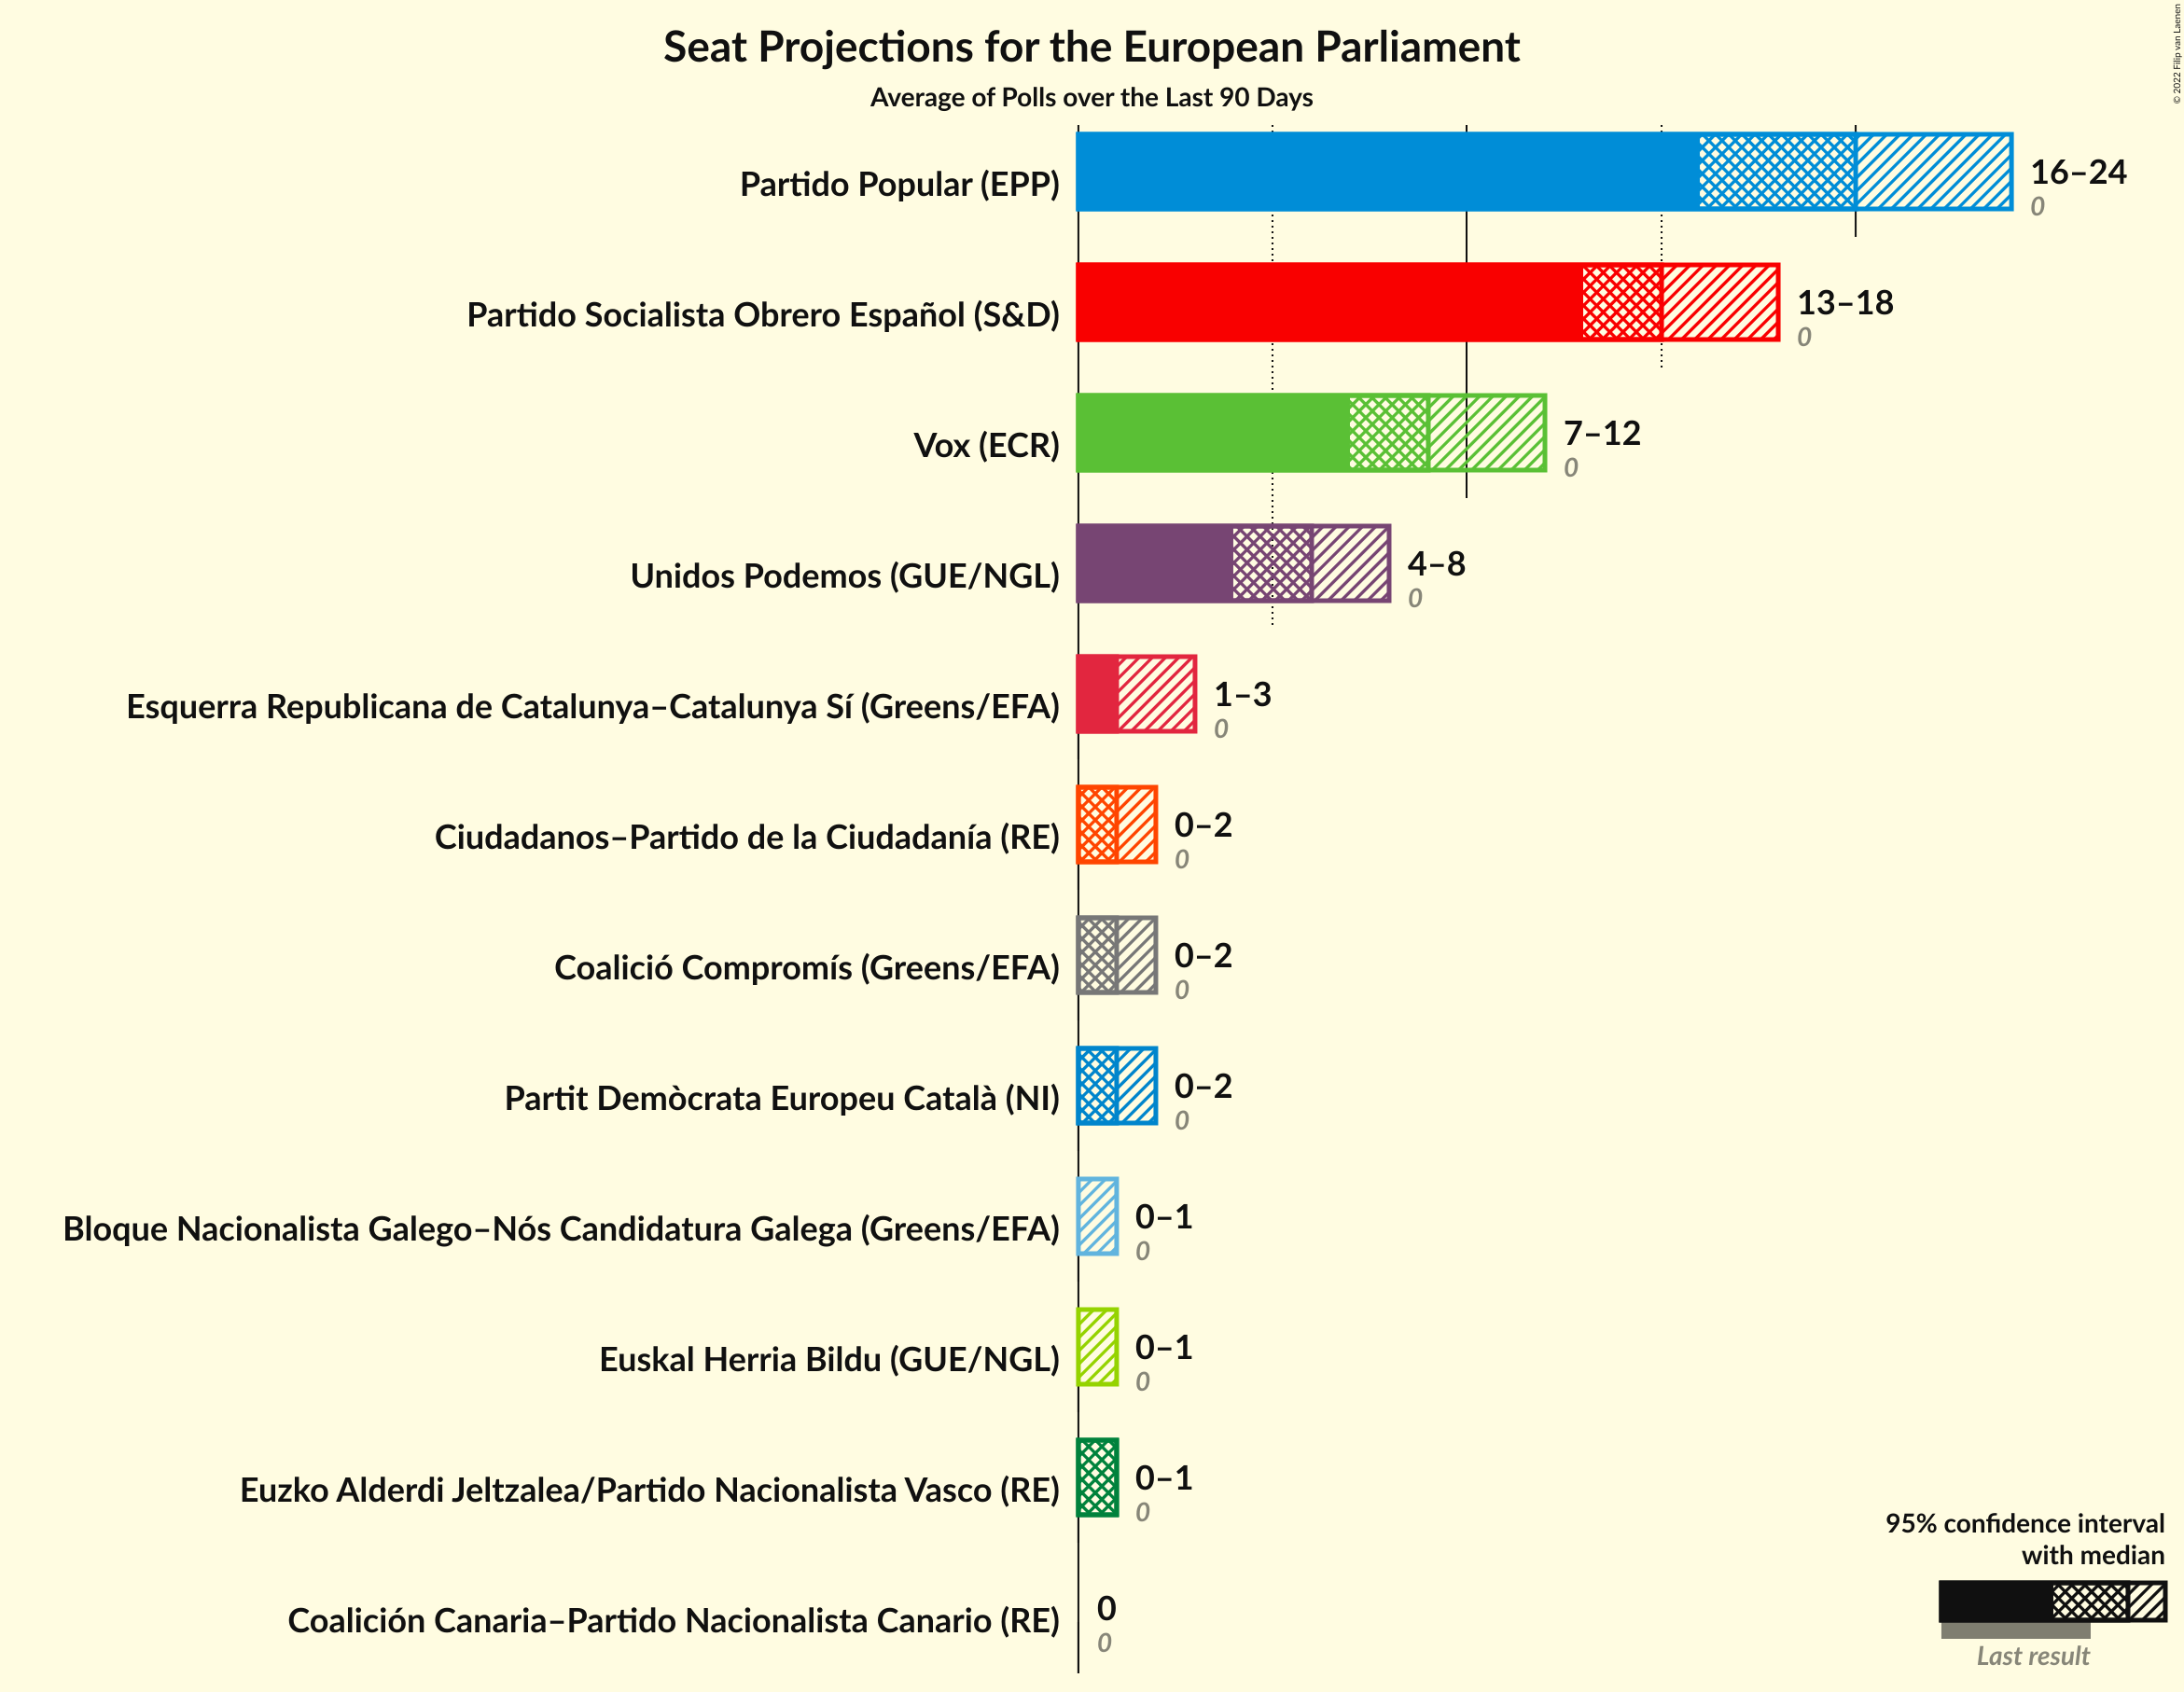 © 2022 Filip van Laenen
Seat Projections for the European Parliament
Average of Polls over the Last 90 Days
Partido Popular (EPP)
16–24
0
Partido Socialista Obrero Español (S&D)
13–18
0
Vox (ECR)
7–12
0
Unidos Podemos (GUE/NGL)
4–8
0
Esquerra Republicana de Catalunya–Catalunya Sí (Greens/EFA)
1–3
0
Ciudadanos–Partido de la Ciudadanía (RE)
0–2
0
Coalició Compromís (Greens/EFA)
0–2
0
Partit Demòcrata Europeu Català (NI)
0–2
0
Bloque Nacionalista Galego–Nós Candidatura Galega (Greens/EFA)
0–1
0
Euskal Herria Bildu (GUE/NGL)
0–1
0
Euzko Alderdi Jeltzalea/Partido Nacionalista Vasco (RE)
0–1
0
Coalición Canaria–Partido Nacionalista Canario (RE)
0
0
95% confidence interval
with median
Last result